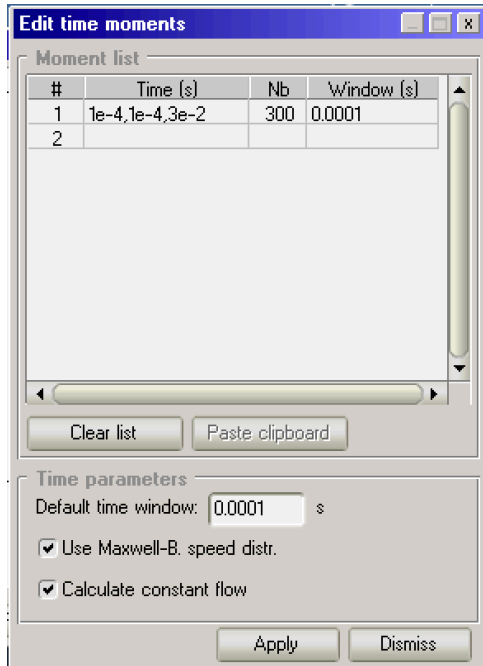 Edit time moments
Moment list
# Time (s) Nb Window (s)
1 1e-4,1e-4,3e-2 300 0.0001
2
Clear list Paste clipboard
Time parameters
Default time window: 0.0001 s
Use Maxwell-B. speed distr.
Calculate constant flow
Apply Dismiss